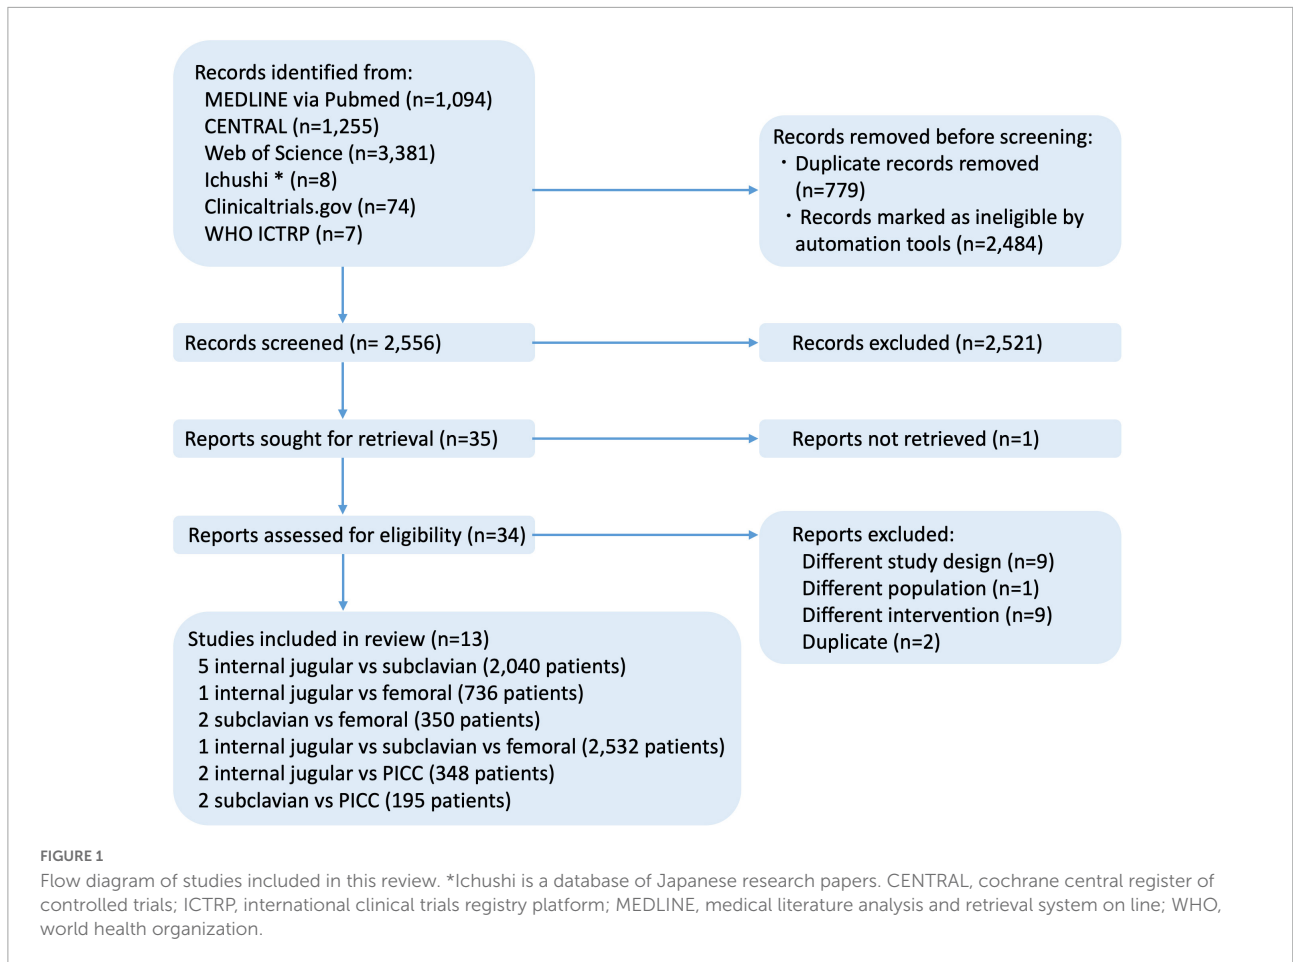 Records identified from:
MEDLINE via Pubmed (n=1,094)
CENTRAL (n=1,255)
Web of Science (n=3,381)
Ichushi * (n=8)
Clinicaltrials.gov (n=74)
WHO ICTRP (n=7)
Records removed before screening:
・Duplicate records removed
(n=779)
・Records marked as ineligible by
automation tools (n=2,484)
Records screened (n= 2,556)
Records excluded (n=2,521)
Reports sought for retrieval (n=35)
Reports not retrieved (n=1)
Reports assessed for eligibility (n=34)
Reports excluded:
Different study design (n=9)
Different population (n=1)
Different intervention (n=9)
Duplicate (n=2)
Studies included in review (n=13)
5 internal jugular vs subclavian (2,040 patients)
1 internal jugular vs femoral (736 patients)
2 subclavian vs femoral (350 patients)
1 internal jugular vs subclavian vs femoral (2,532 patients)
2 internal jugular vs PICC (348 patients)
2 subclavian vs PICC (195 patients)
FIGURE 1
Flow diagram of studies included in this review. *Ichushi is a database of Japanese research papers. CENTRAL, cochrane central register of
controlled trials; ICTRP, international clinical trials registry platform; MEDLINE, medical literature analysis and retrieval system on line; WHO,
world health organization.